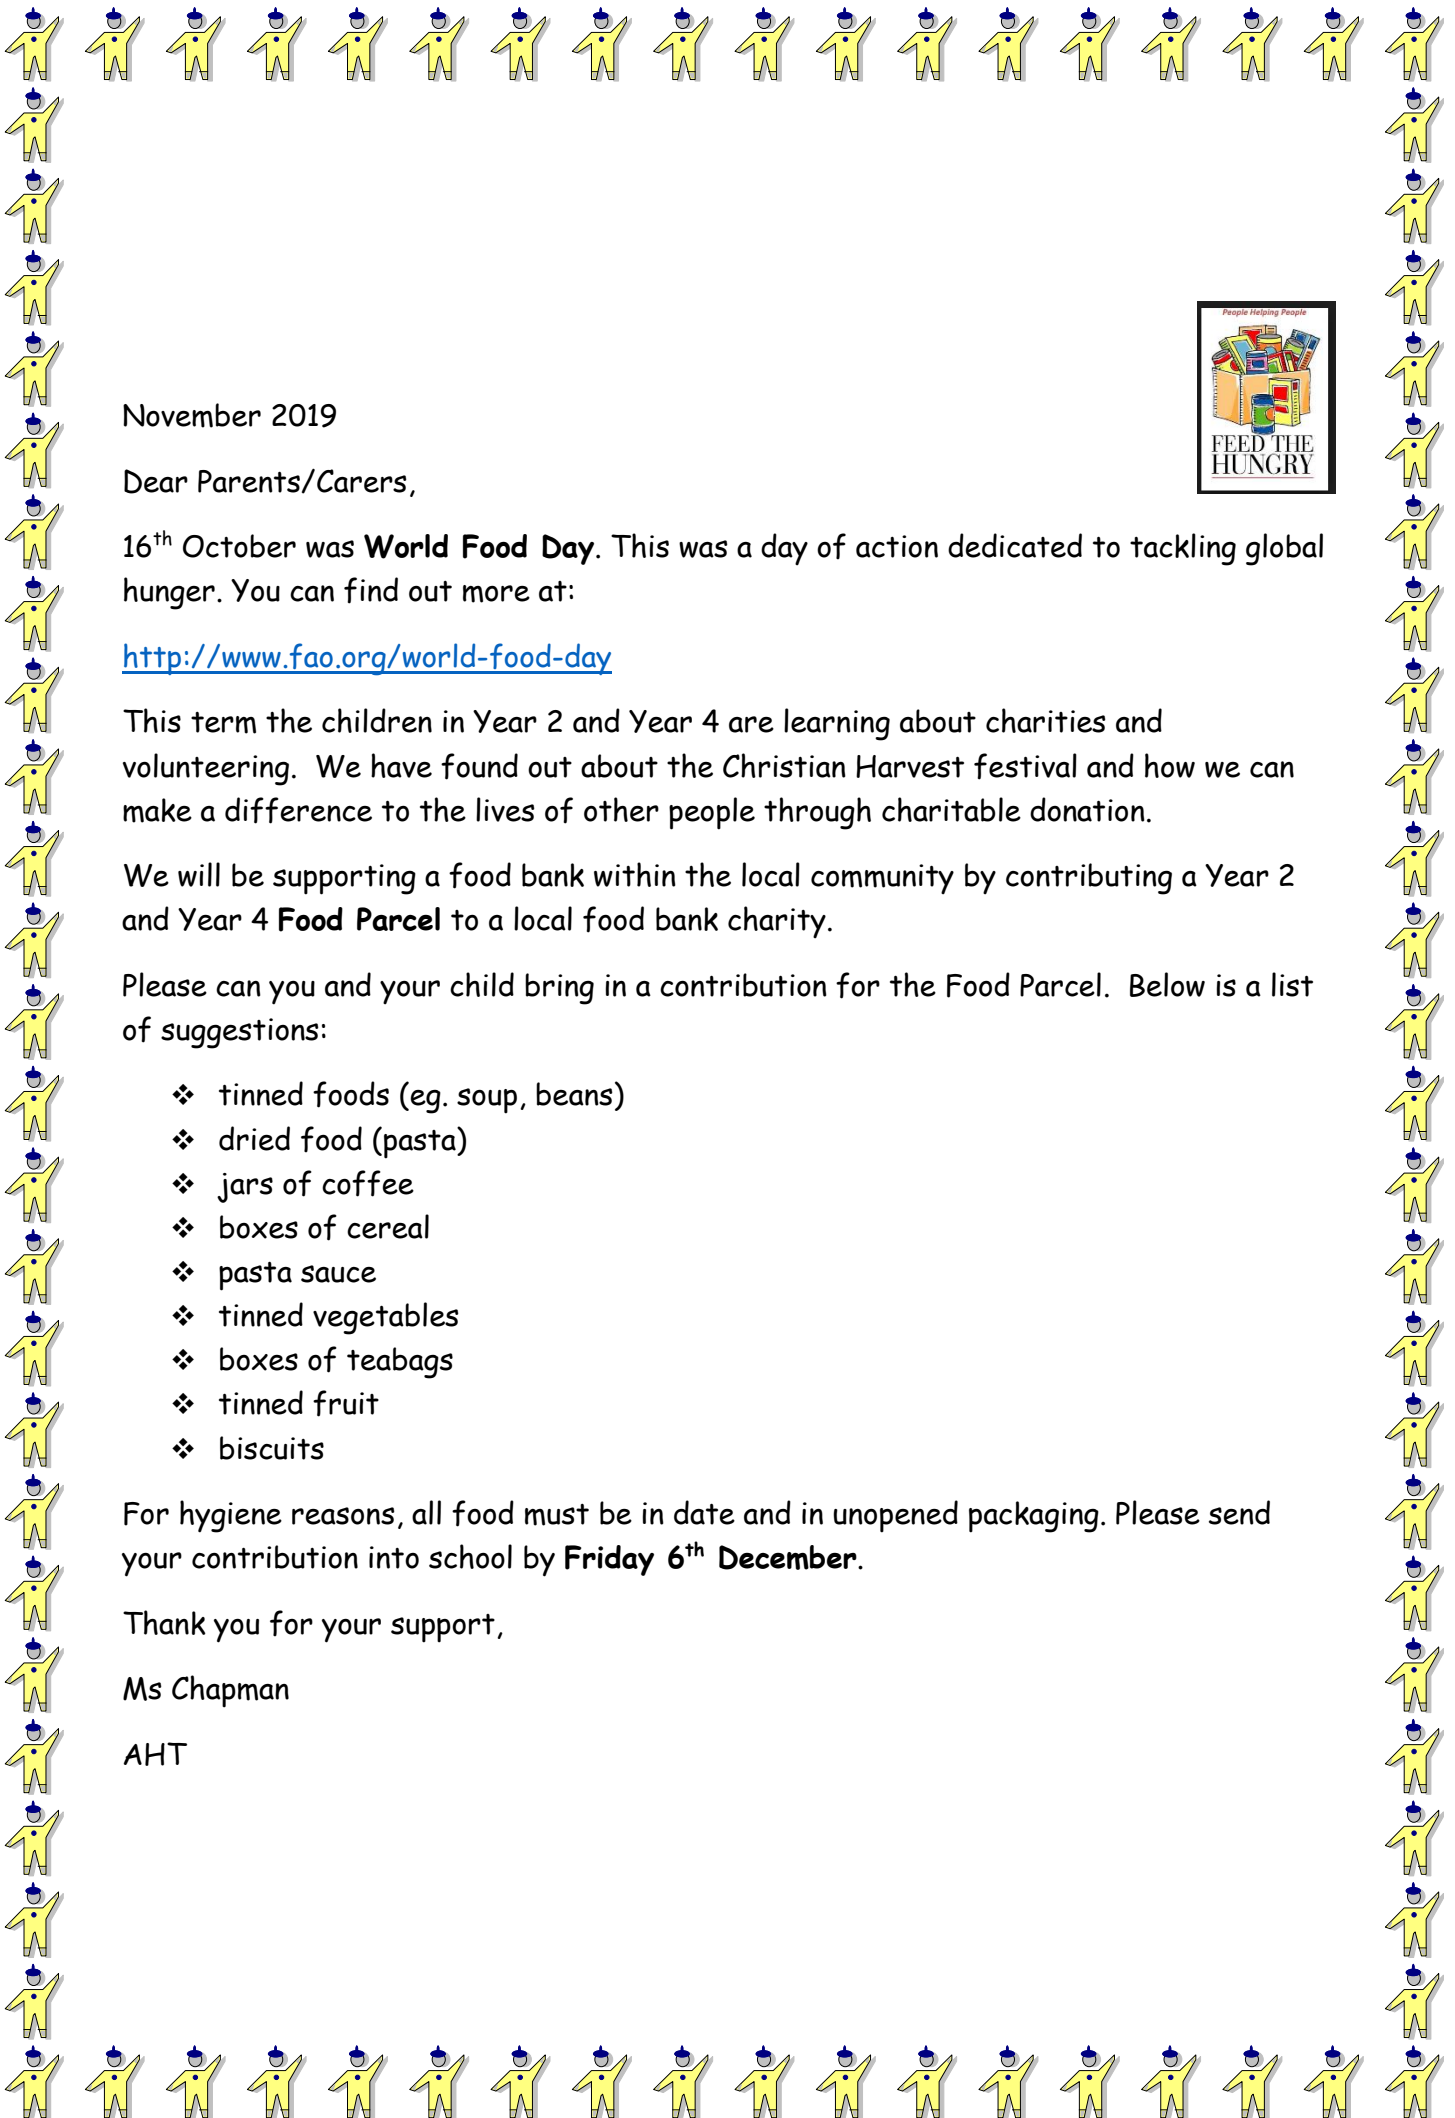 People Helping People
FEED THE
HUNGRY
November 2019
Dear Parents/Carers,
16th October was World Food Day. This was a day of action dedicated to tackling global
hunger. You can find out more at:
http://www.fao.org/world-food-day
This term the children in Year 2 and Year 4 are learning about charities and
volunteering.  We have found out about the Christian Harvest festival and how we can
make a difference to the lives of other people through charitable donation.
We will be supporting a food bank within the local community by contributing a Year 2
and Year 4 Food Parcel to a local food bank charity.
Please can you and your child bring in a contribution for the Food Parcel.  Below is a list
of suggestions:
❖ tinned foods (eg. soup, beans)
❖ dried food (pasta)
❖ jars of coffee
❖ boxes of cereal
❖ pasta sauce
❖ tinned vegetables
❖ boxes of teabags
❖ tinned fruit
❖ biscuits
For hygiene reasons, all food must be in date and in unopened packaging. Please send
your contribution into school by Friday 6th December.
Thank you for your support,
Ms Chapman
AHT